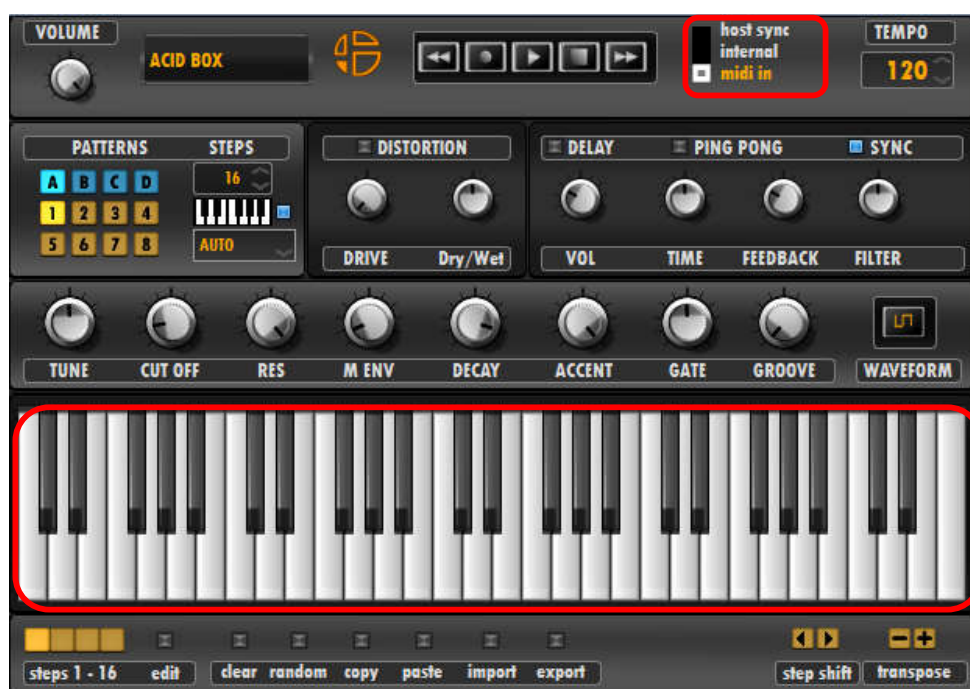 VOLUME
ACID BOX
host sync
internal
midi in
TEMPO
120
PATTERNS STEPS
A B C D
16
1 2 3 4
5 6 7 8
AUTO
DISTORTION
DRIVE Dry/Wet
DELAY PING PONG SYNC
VOL TIME FEEDBACK FILTER
TUNE CUT OFF RES M ENV DECAY ACCENT GATE GROOVE WAVEFORM
steps 1 - 16 edit clear random copy paste import export step shift transpose